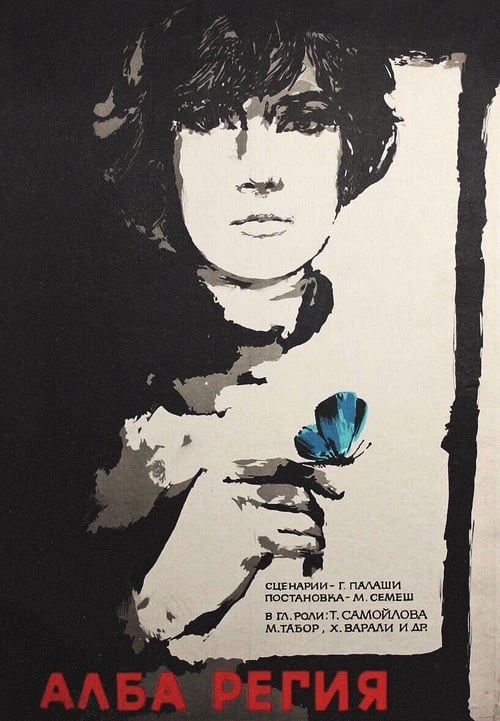 СЦЕНАРИИ - Г. ПАЛАШИ
ПОСТАНОВКА - М. СЕМЕШ
В ГЛ. РОЛИ: Т. САМОЙЛОВА
М. ТАБОР, Х. ВАРАЛИ И ДР.
АЛБА РЕГИЯ